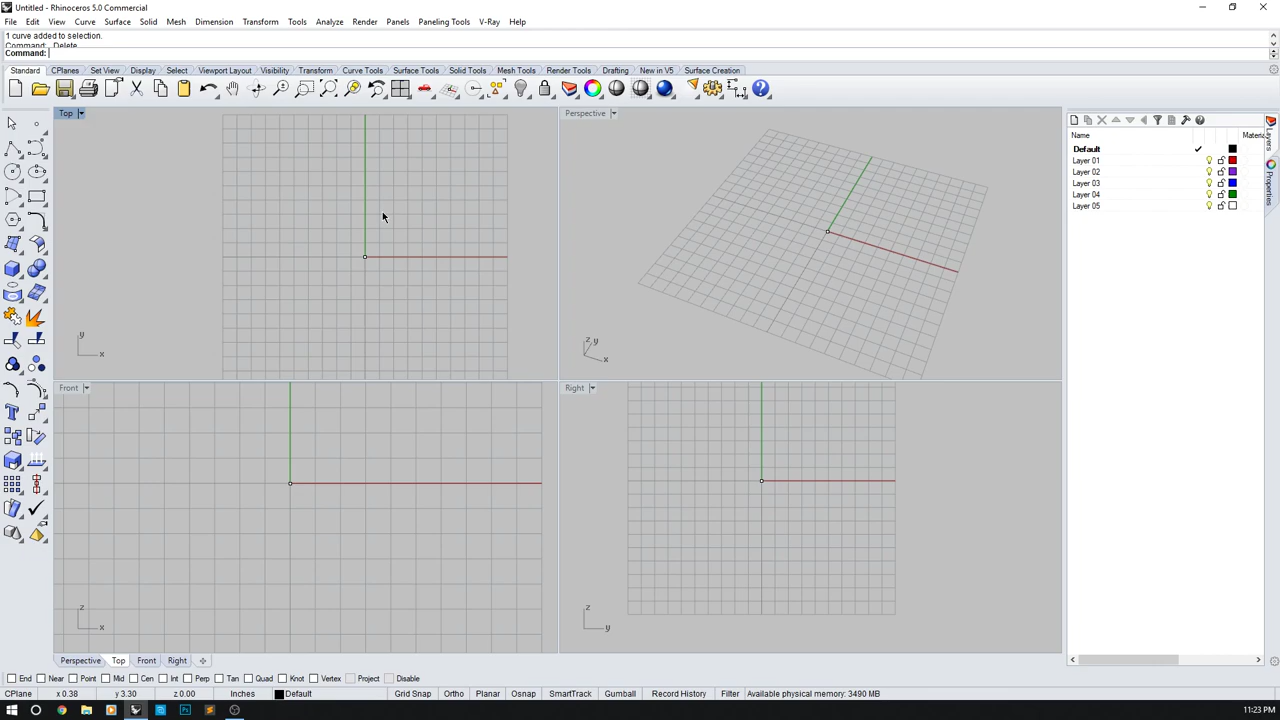 Untitled - Rhinoceros 5.0 Commercial
File Edit View Curve Surface Solid Mesh Dimension Transform Tools Analyze Render Panels Paneling Tools V-Ray Help
1 curve added to selection.
Command: _Delete
Command:
Standard CPlanes Set View Display Select Viewport Layout Visibility Transform Curve Tools Surface Tools Solid Tools Mesh Tools Render Tools Drafting New in V5 Surface Creation
Top
Perspective
Name Materia
Default
Layer 01
Layer 02
Layer 03
Layer 04
Layer 05
Layers
Properties
y
x
z y
x
Front
Right
z
x
z
y
Perspective Top Front Right
End Near Point Mid Cen Int Perp Tan Quad Knot Vertex Project Disable
CPlane x 0.38 y 3.30 z 0.00 Inches Default Grid Snap Ortho Planar Osnap SmartTrack Gumball Record History Filter Available physical memory: 3490 MB
11:23 PM